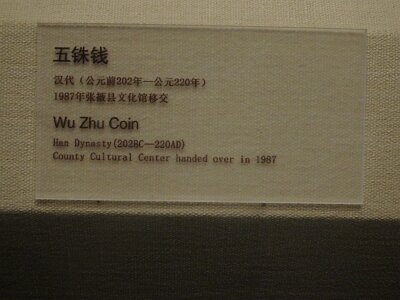 五铢钱
汉代（公元前202年—公元220年）
1987年张掖县文化馆移交
Wu Zhu Coin
Han Dynasty(202BC—220AD)
County Cultural Center handed over in 1987